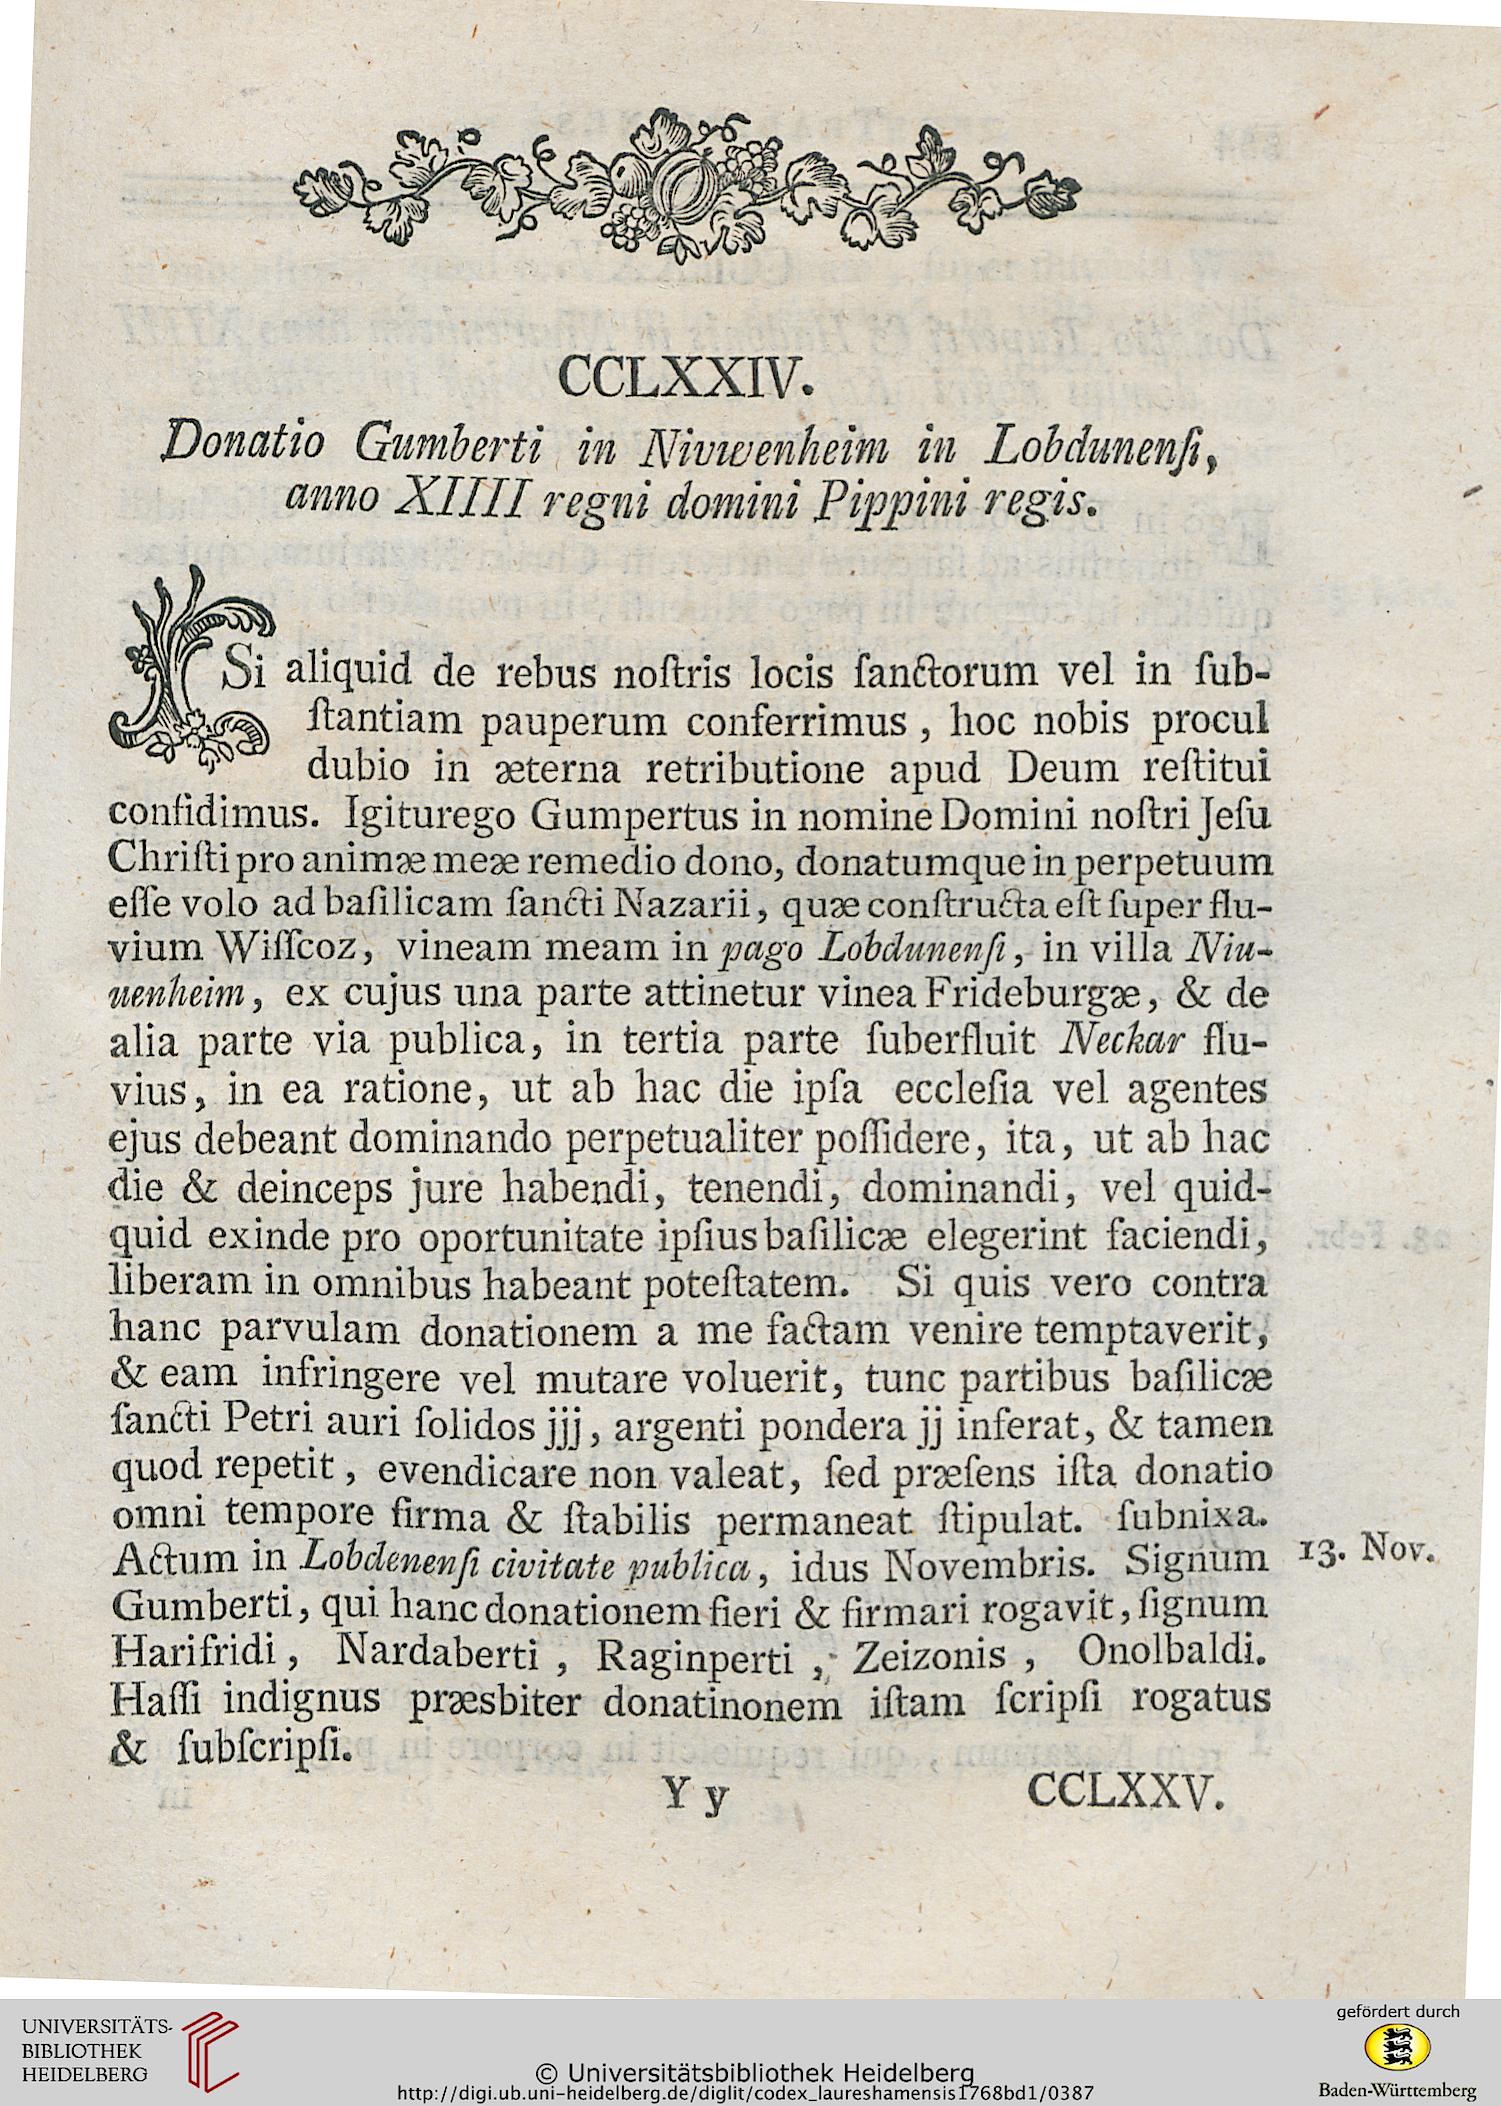 CCLXXIV.
Donatio Gumberti in Nivwenheim in Lobdunenſi,
anno XIIII regni domini Pippini regis.
Si aliquid de rebus noſtris locis ſanctorum vel in ſub-
ſtantiam pauperum conferrimus, hoc nobis procul
dubio in æterna retributione apud Deum reſtitui
confidimus. Igiturego Gumpertus in nomine Domini noſtri Jeſu
Chriſti pro animæ meæ remedio dono, donatumque in perpetuum
eſſe volo ad baſilicam ſancti Nazarii, quæ conſtructa eſt ſuper flu-
vium Wiſſcoz, vineam meam in pago Lobdunenſi, in villa Niu-
uenheim, ex cujus una parte attinetur vinea Frideburgæ, & de
alia parte via publica, in tertia parte ſuberfluit Neckar flu-
vius, in ea ratione, ut ab hac die ipſa eccleſia vel agentes
ejus debeant dominando perpetualiter poſſidere, ita, ut ab hac
die & deinceps jure habendi, tenendi, dominandi, vel quid-
quid exinde pro oportunitate ipſius baſilicæ elegerint faciendi,
liberam in omnibus habeant poteſtatem. Si quis vero contra
hanc parvulam donationem a me factam venire temptaverit,
& eam infringere vel mutare voluerit, tunc partibus baſilicæ
ſancti Petri auri ſolidos jjj, argenti pondera jj inferat, & tamen
quod repetit, evendicare non valeat, ſed præſens iſta donatio
omni tempore firma & ſtabilis permaneat ſtipulat. ſubnixa.
Actum in Lobdenenſi civitate publica, idus Novembris. Signum
13. Nov.
Gumberti, qui hanc donationem fieri & firmari rogavit, ſignum
Harifridi, Nardaberti, Raginperti, Zeizonis, Onolbaldi.
Haſſi indignus præsbiter donatinonem iſtam ſcripſi rogatus
& ſubſcripſi.
Y y CCLXXV.
UNIVERSITÄTS-
BIBLIOTHEK
HEIDELBERG
© Universitätsbibliothek Heidelberg
http://digi.ub.uni-heidelberg.de/diglit/codex_laureshamensis1768bd1/0387
gefördert durch
Baden-Württemberg